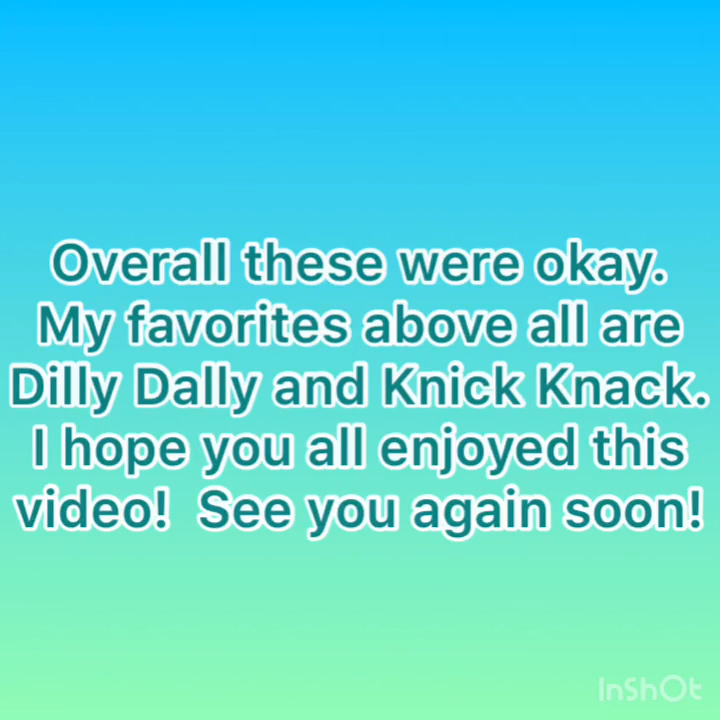 Overall these were okay.
My favorites above all are
Dilly Dally and Knick Knack.
I hope you all enjoyed this
video!  See you again soon!
InShOt